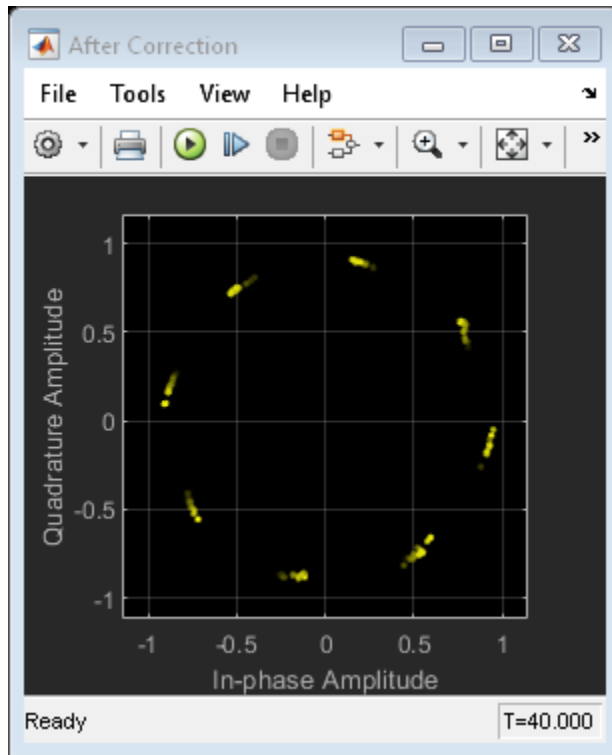 After Correction
File Tools View Help
1
0.5
0
-0.5
-1
Quadrature Amplitude
-1 -0.5 0 0.5 1
In-phase Amplitude
Ready T=40.000